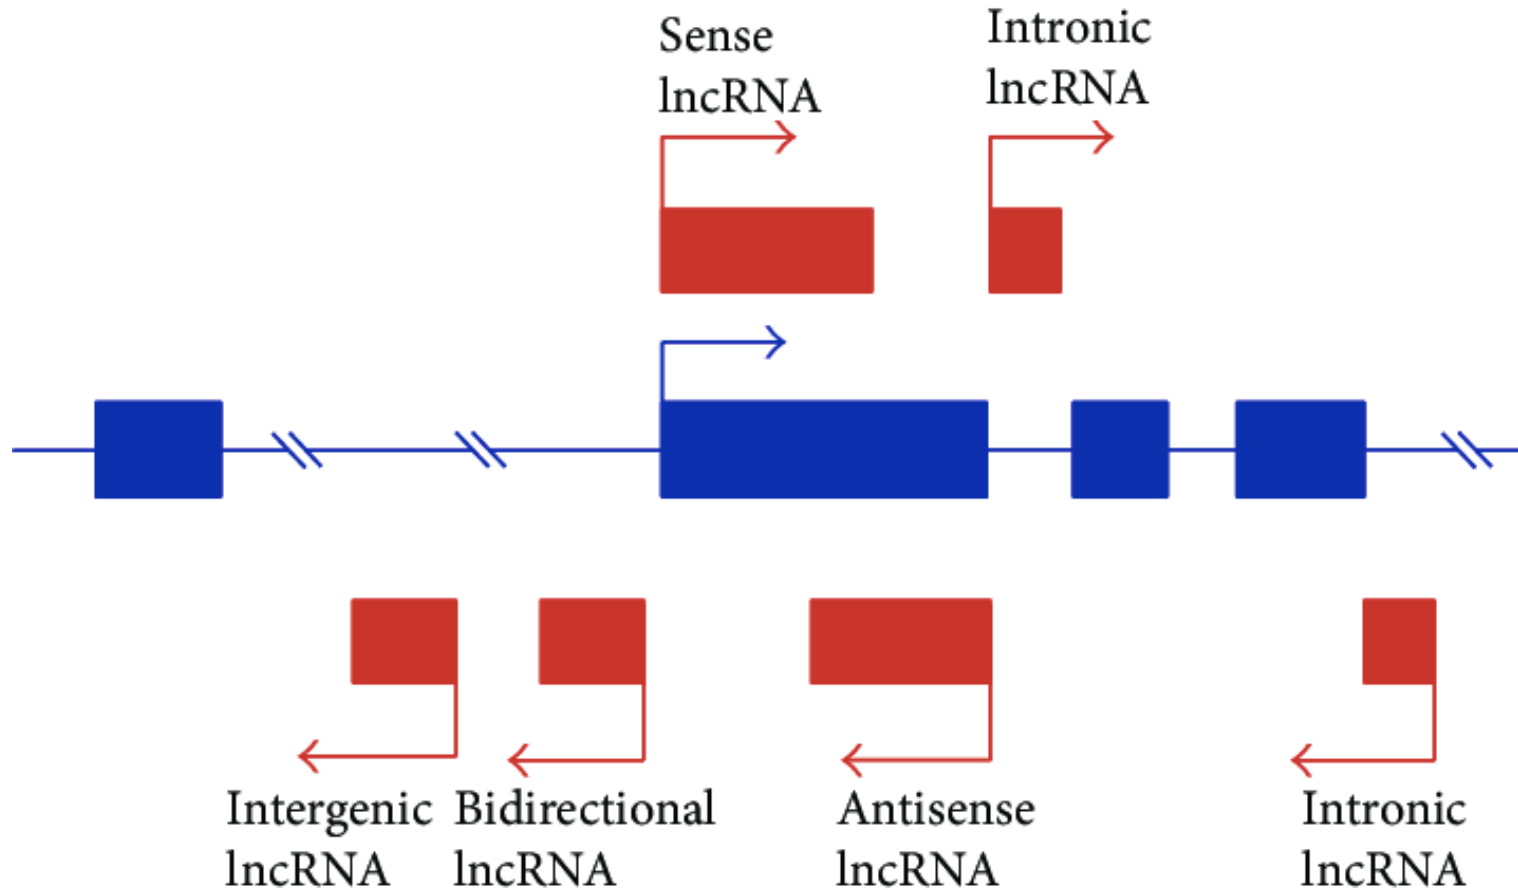 Sense
lncRNA
Intronic
lncRNA
Intergenic
lncRNA
Bidirectional
lncRNA
Antisense
lncRNA
Intronic
lncRNA